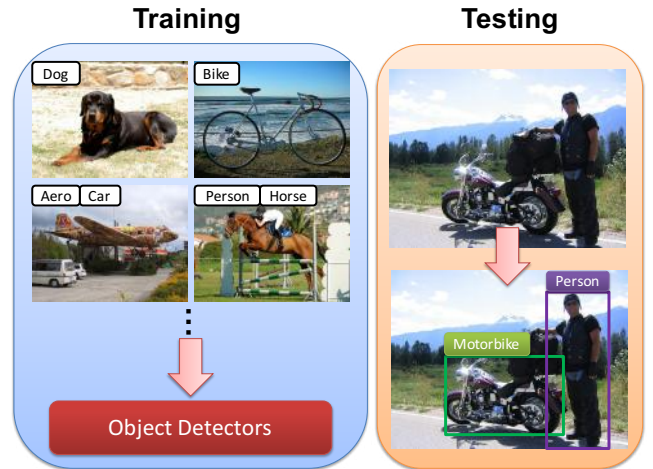 Training
Testing
Dog
Bike
Aero Car
Person Horse
Object Detectors
Person
Motorbike